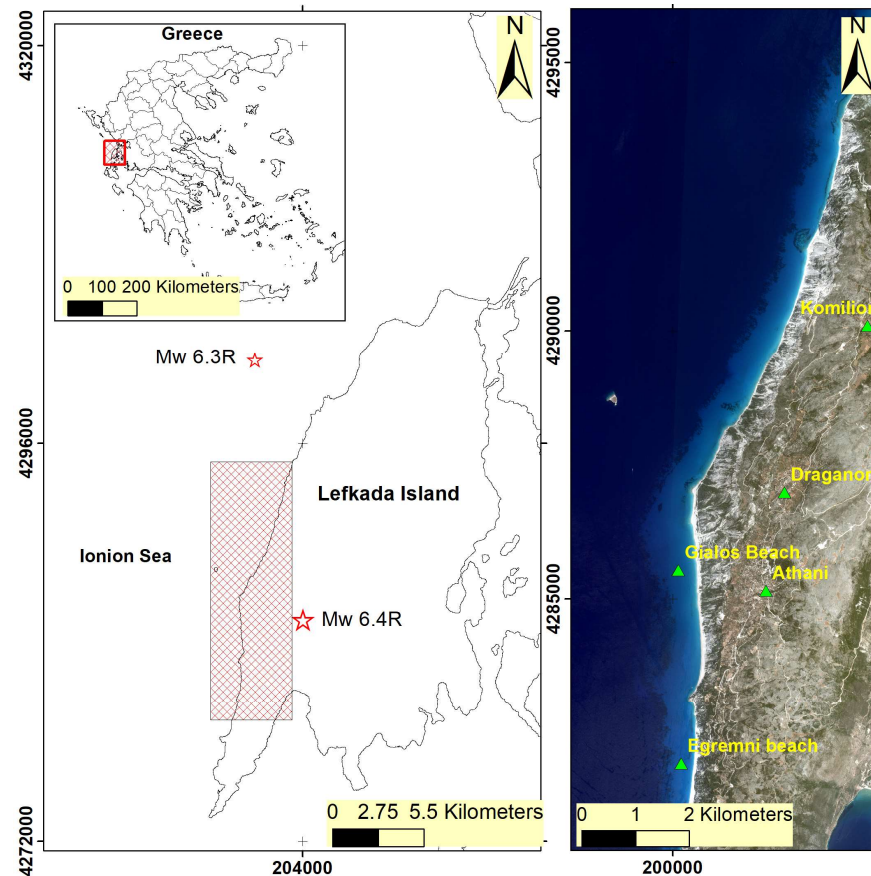 Greece
N
0 100 200 Kilometers
4320000
4296000
4272000
Mw 6.3R
Lefkada Island
Ionion Sea
Mw 6.4R
0 2.75 5.5 Kilometers
204000
N
4295000
4290000
4285000
Komilion
Draganon
Gialos Beach
Athani
Egremni beach
0 1 2 Kilometers
200000